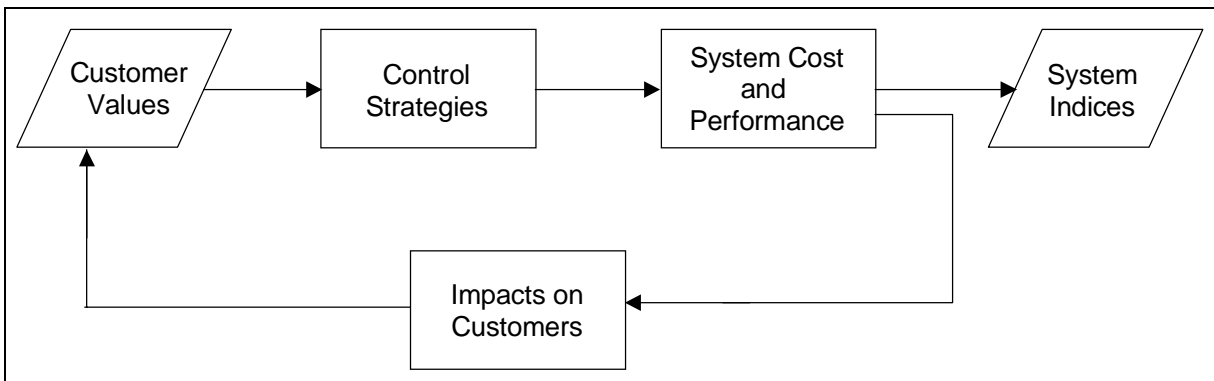 Customer
Values
Control
Strategies
System Cost
and
Performance
System
Indices
Impacts on
Customers